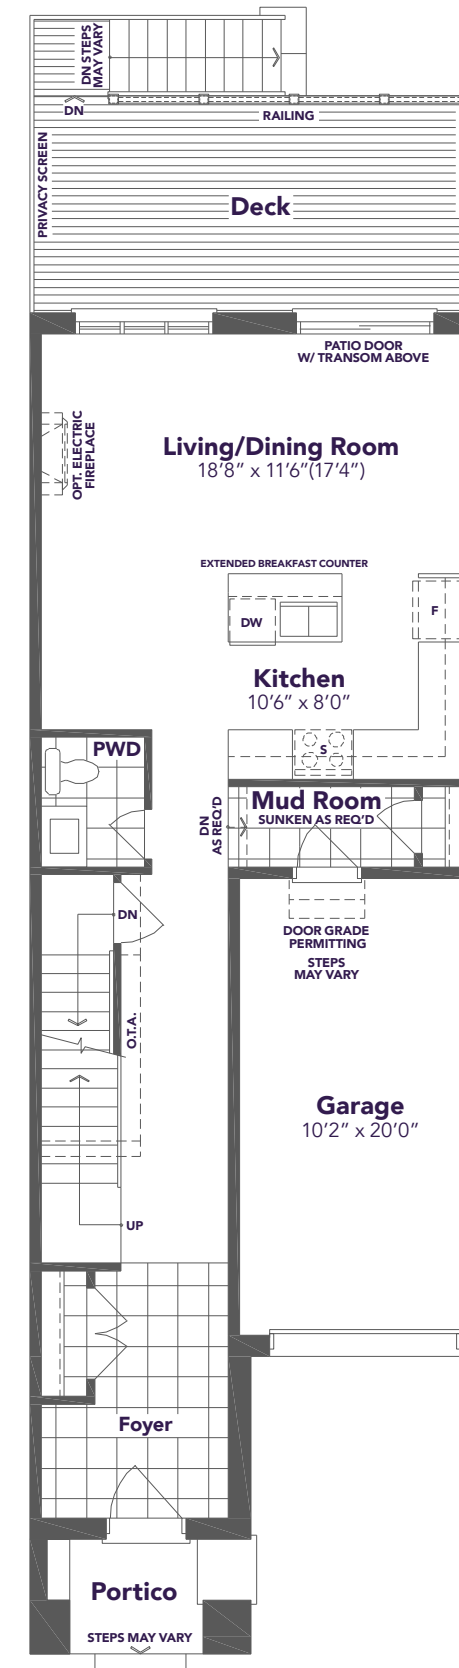 DN STEPS
MAY VARY
DN
RAILING
PRIVACY SCREEN
Deck
PATIO DOOR
W/ TRANSOM ABOVE
OPT. ELECTRIC
FIREPLACE
Living/Dining Room
18'8" x 11'6"(17'4")
EXTENDED BREAKFAST COUNTER
DW
F
Kitchen
10'6" x 8'0"
S
PWD
DN
AS REQ'D
Mud Room
SUNKEN AS REQ'D
DN
DOOR GRADE
PERMITTING
STEPS
MAY VARY
O.T.A.
Garage
10'2" x 20'0"
UP
Foyer
Portico
STEPS MAY VARY